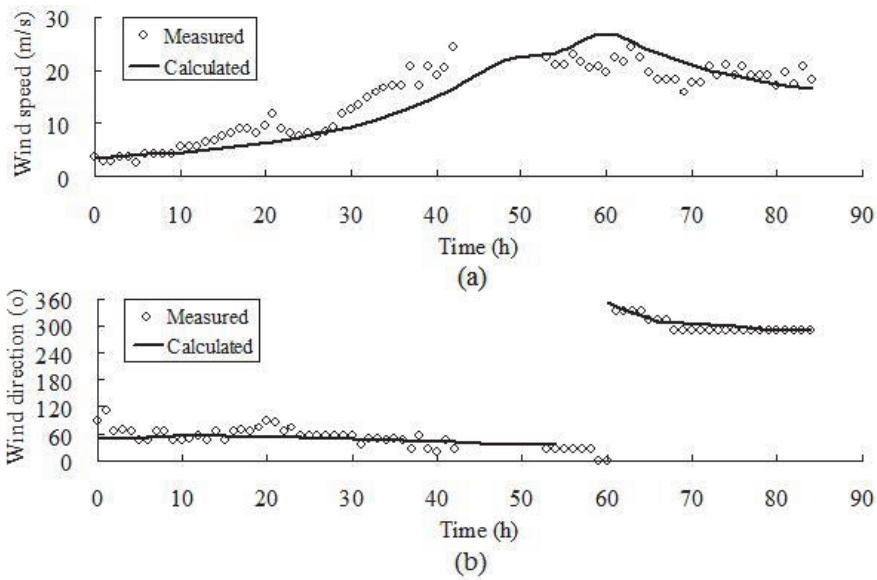 30
20
10
0
Wind speed (m/s)
Measured
Calculated
0 10 20 30 40 50 60 70 80 90
Time (h)
(a)
360
300
240
180
120
60
0
Wind direction (o)
Measured
Calculated
0 10 20 30 40 50 60 70 80 90
Time (h)
(b)